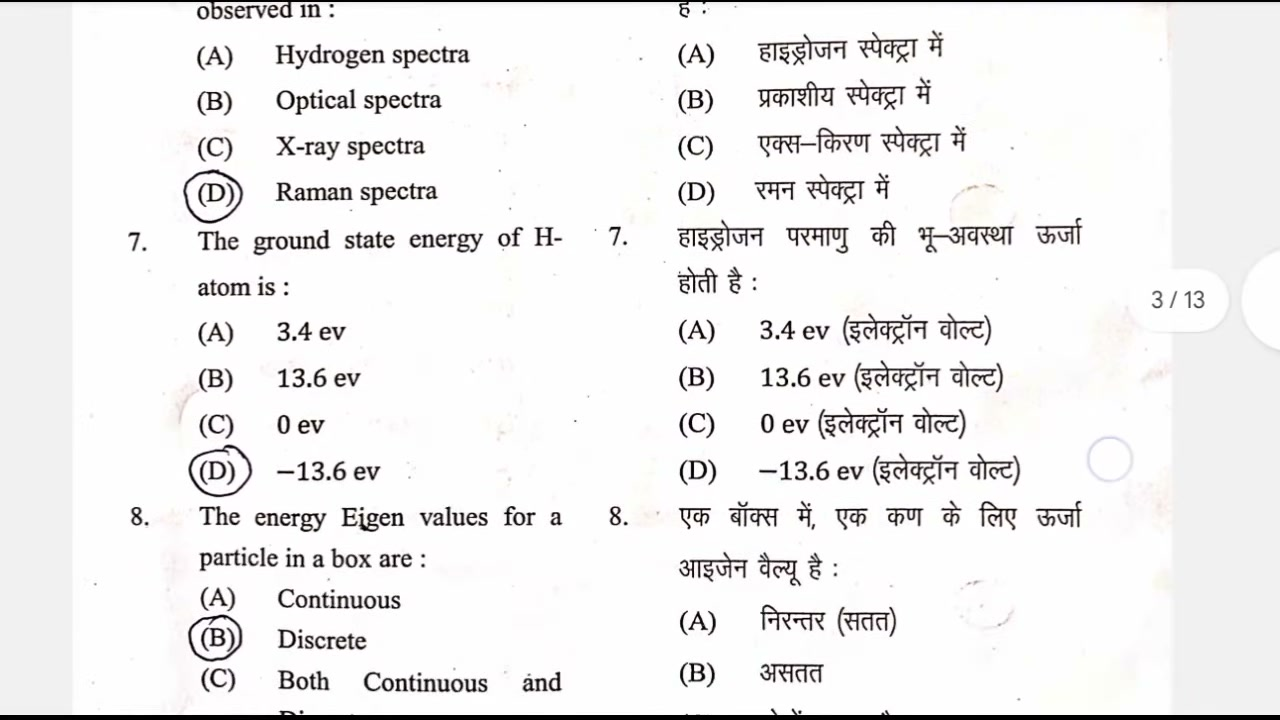 observed in :
(A) Hydrogen spectra
(B) Optical spectra
(C) X-ray spectra
(D) Raman spectra
7. The ground state energy of H-
atom is :
(A) 3.4 ev
(B) 13.6 ev
(C) 0 ev
(D) −13.6 ev
8. The energy Eigen values for a
particle in a box are :
(A) Continuous
(B) Discrete
(C) Both Continuous and
है :
(A) हाइड्रोजन स्पेक्ट्रा में
(B) प्रकाशीय स्पेक्ट्रा में
(C) एक्स–किरण स्पेक्ट्रा में
(D) रमन स्पेक्ट्रा में
7. हाइड्रोजन परमाणु की भू–अवस्था ऊर्जा
होती है :
(A) 3.4 ev (इलेक्ट्रॉन वोल्ट)
(B) 13.6 ev (इलेक्ट्रॉन वोल्ट)
(C) 0 ev (इलेक्ट्रॉन वोल्ट)
(D) −13.6 ev (इलेक्ट्रॉन वोल्ट)
8. एक बॉक्स में, एक कण के लिए ऊर्जा
आइजेन वैल्यू है :
(A) निरन्तर (सतत)
(B) असतत
3 / 13